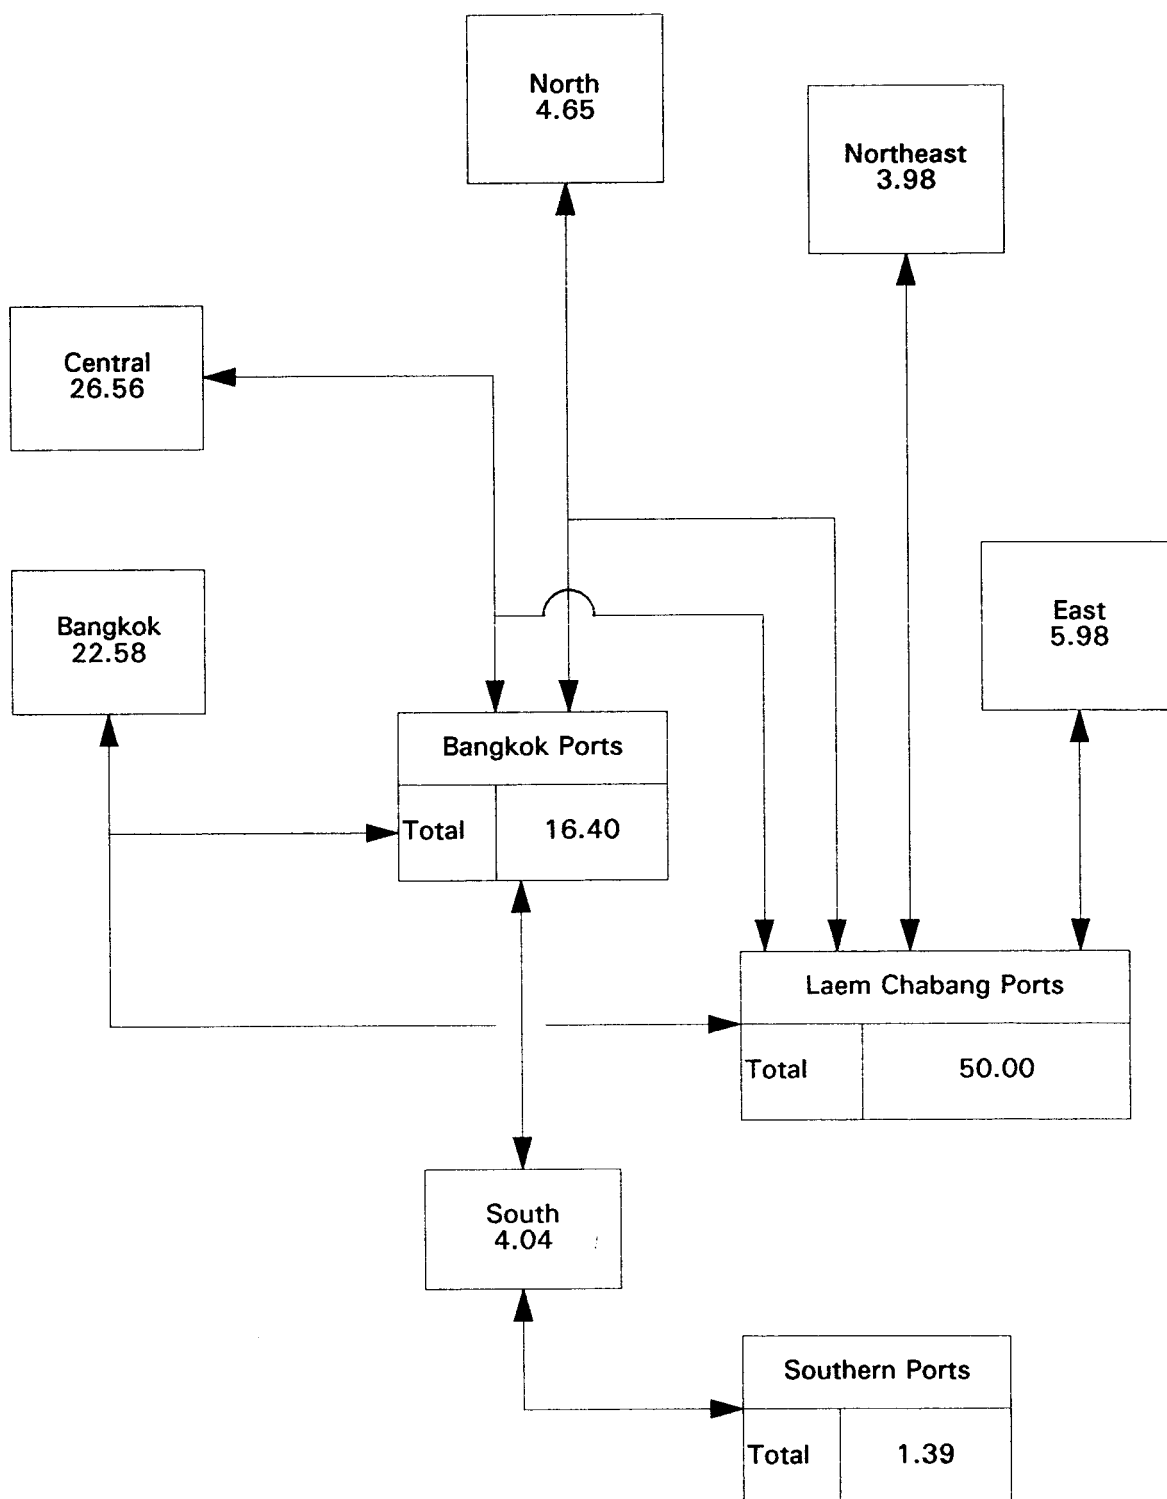 North
4.65
Northeast
3.98
Central
26.56
Bangkok
22.58
East
5.98
Bangkok Ports
Total 16.40
Laem Chabang Ports
Total 50.00
South
4.04
Southern Ports
Total 1.39